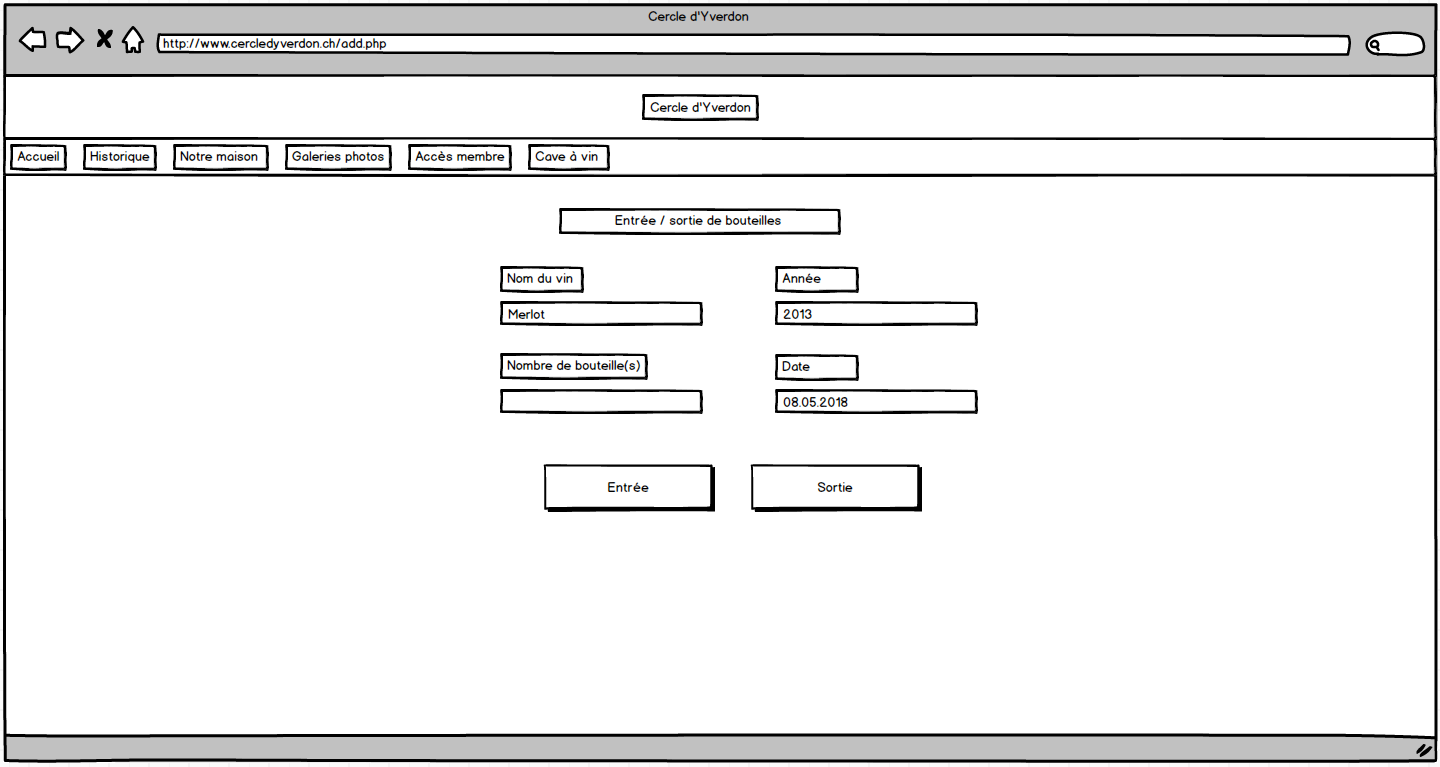 Cercle d'Yverdon
http://www.cercledyverdon.ch/add.php
Cercle d'Yverdon
Accueil Historique Notre maison Galeries photos Accès membre Cave à vin
Entrée / sortie de bouteilles
Nom du vin Année
Merlot 2013
Nombre de bouteille(s) Date
08.05.2018
Entrée Sortie